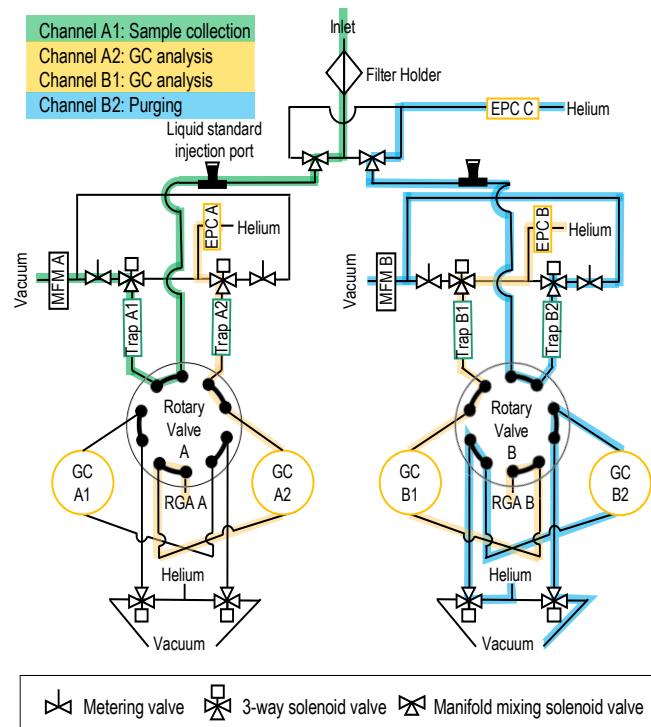 Channel A1: Sample collection
Channel A2: GC analysis
Channel B1: GC analysis
Channel B2: Purging
Inlet
Filter Holder
EPC C
Helium
Liquid standard
injection port
EPC A
Helium
EPC B
Helium
Vacuum
MFM A
Vacuum
MFM B
Trap A1
Trap A2
Trap B1
Trap B2
Rotary
Valve
A
Rotary
Valve
B
GC
A1
RGA A
GC
A2
GC
B1
RGA B
GC
B2
Helium
Helium
Vacuum
Vacuum
Metering valve
3-way solenoid valve
Manifold mixing solenoid valve